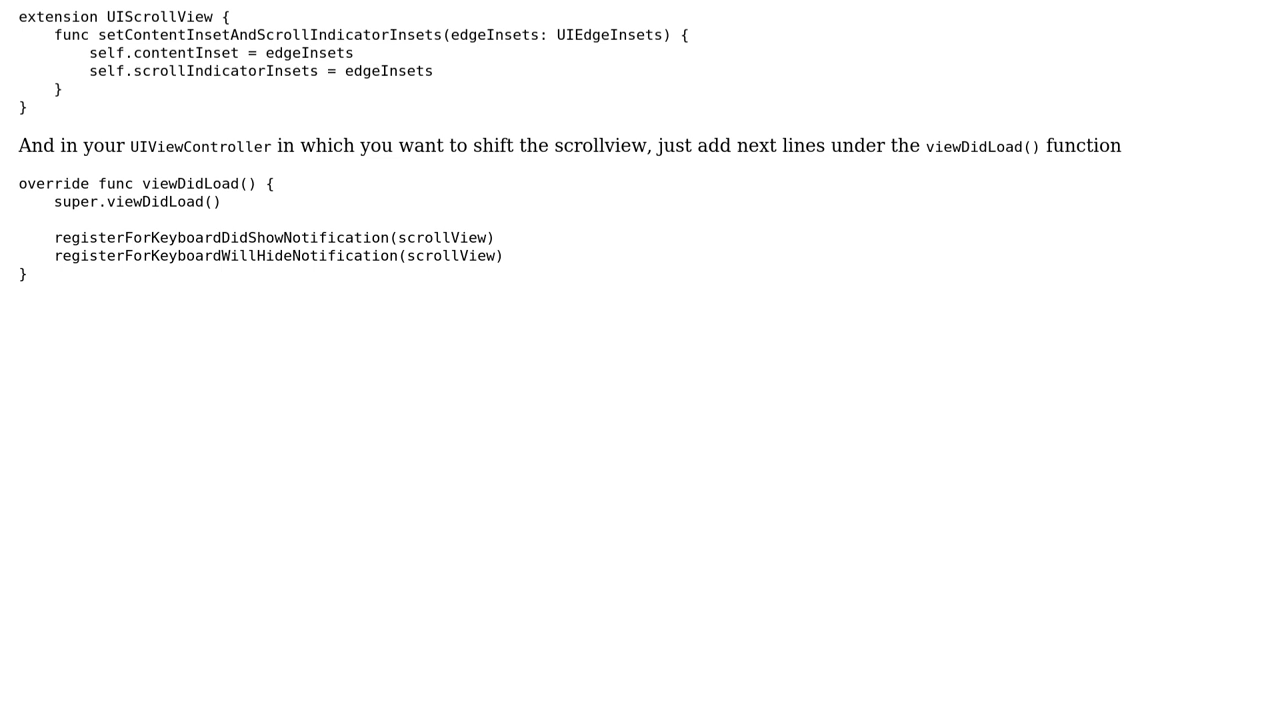 extension UIScrollView {
    func setContentInsetAndScrollIndicatorInsets(edgeInsets: UIEdgeInsets) {
        self.contentInset = edgeInsets
        self.scrollIndicatorInsets = edgeInsets
    }
}
And in your UIViewController in which you want to shift the scrollview, just add next lines under the viewDidLoad() function
override func viewDidLoad() {
    super.viewDidLoad()

    registerForKeyboardDidShowNotification(scrollView)
    registerForKeyboardWillHideNotification(scrollView)
}